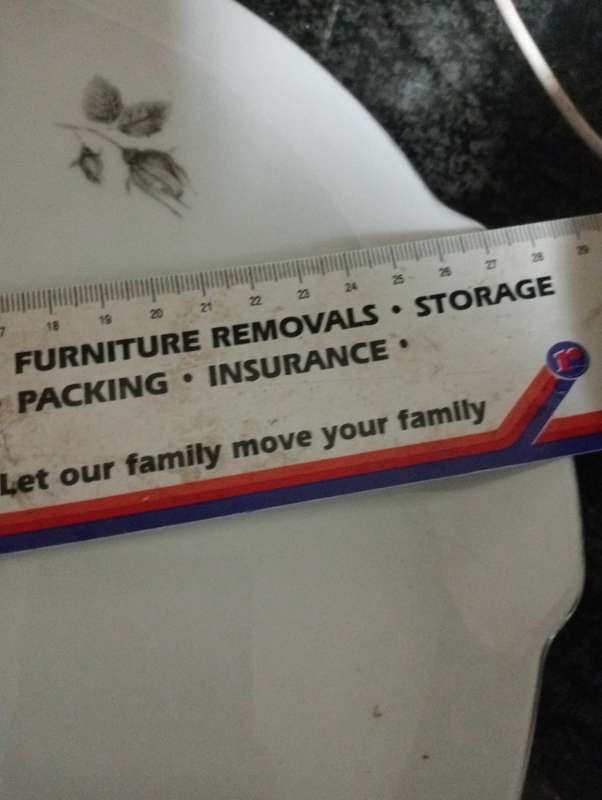 7 18 19 20 21 22 23 24 25 26 27 28 29
FURNITURE REMOVALS • STORAGE
• PACKING • INSURANCE •
Let our family move your family